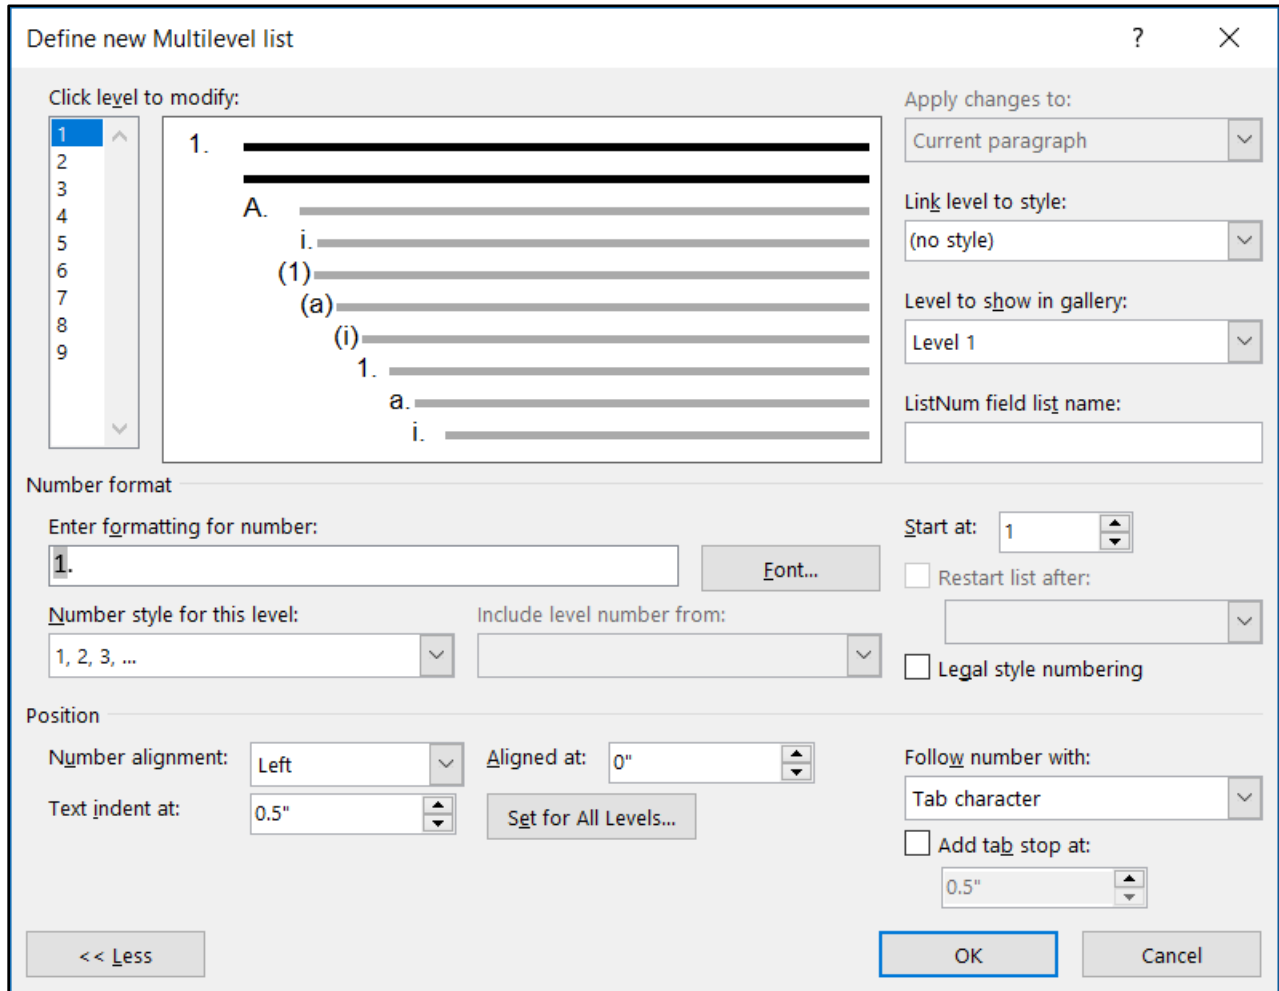 Define new Multilevel list ?
Click level to modify:
1
2
3
4
5
6
7
8
9
1.
A.
i.
(1)
(a)
(i)
1.
a.
i.
Apply changes to:
Current paragraph
Link level to style:
(no style)
Level to show in gallery:
Level 1
ListNum field list name:
Number format
Enter formatting for number:
1.
Font...
Number style for this level:
1, 2, 3, ...
Include level number from:
Start at: 1
Restart list after:
Legal style numbering
Position
Number alignment: Left
Aligned at: 0"
Text indent at: 0.5"
Set for All Levels...
Follow number with:
Tab character
Add tab stop at:
0.5"
<< Less
OK
Cancel